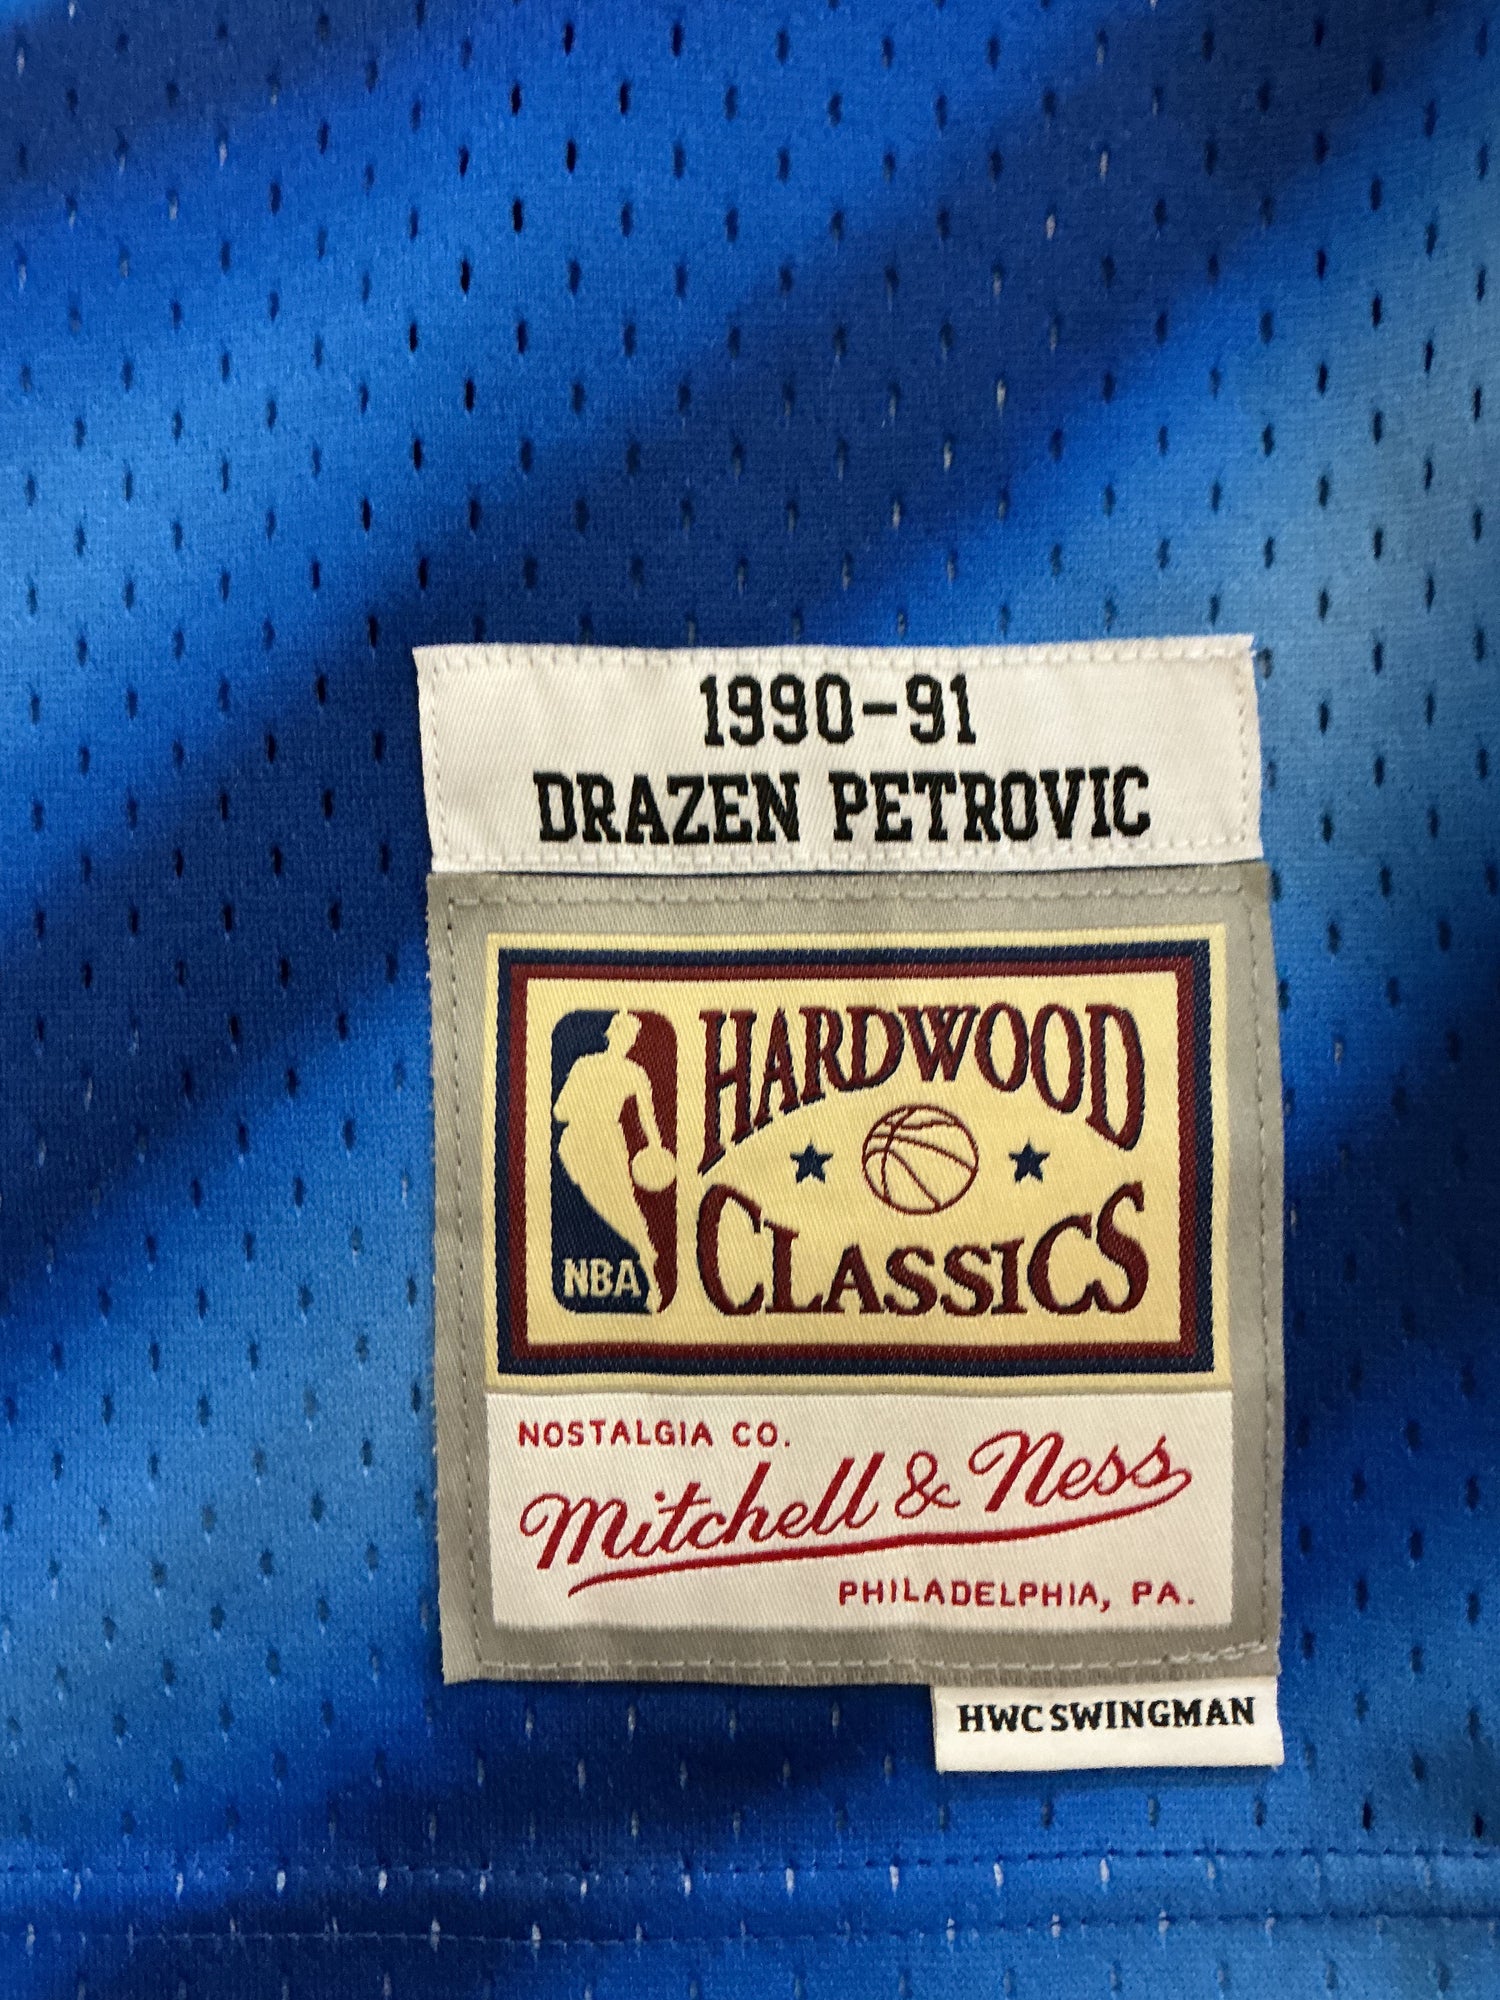 1990-91
DRAZEN PETROVIC
HARDWOOD
CLASSICS
NBA
NOSTALGIA CO.
Mitchell & Ness
PHILADELPHIA, PA.
HWC SWINGMAN